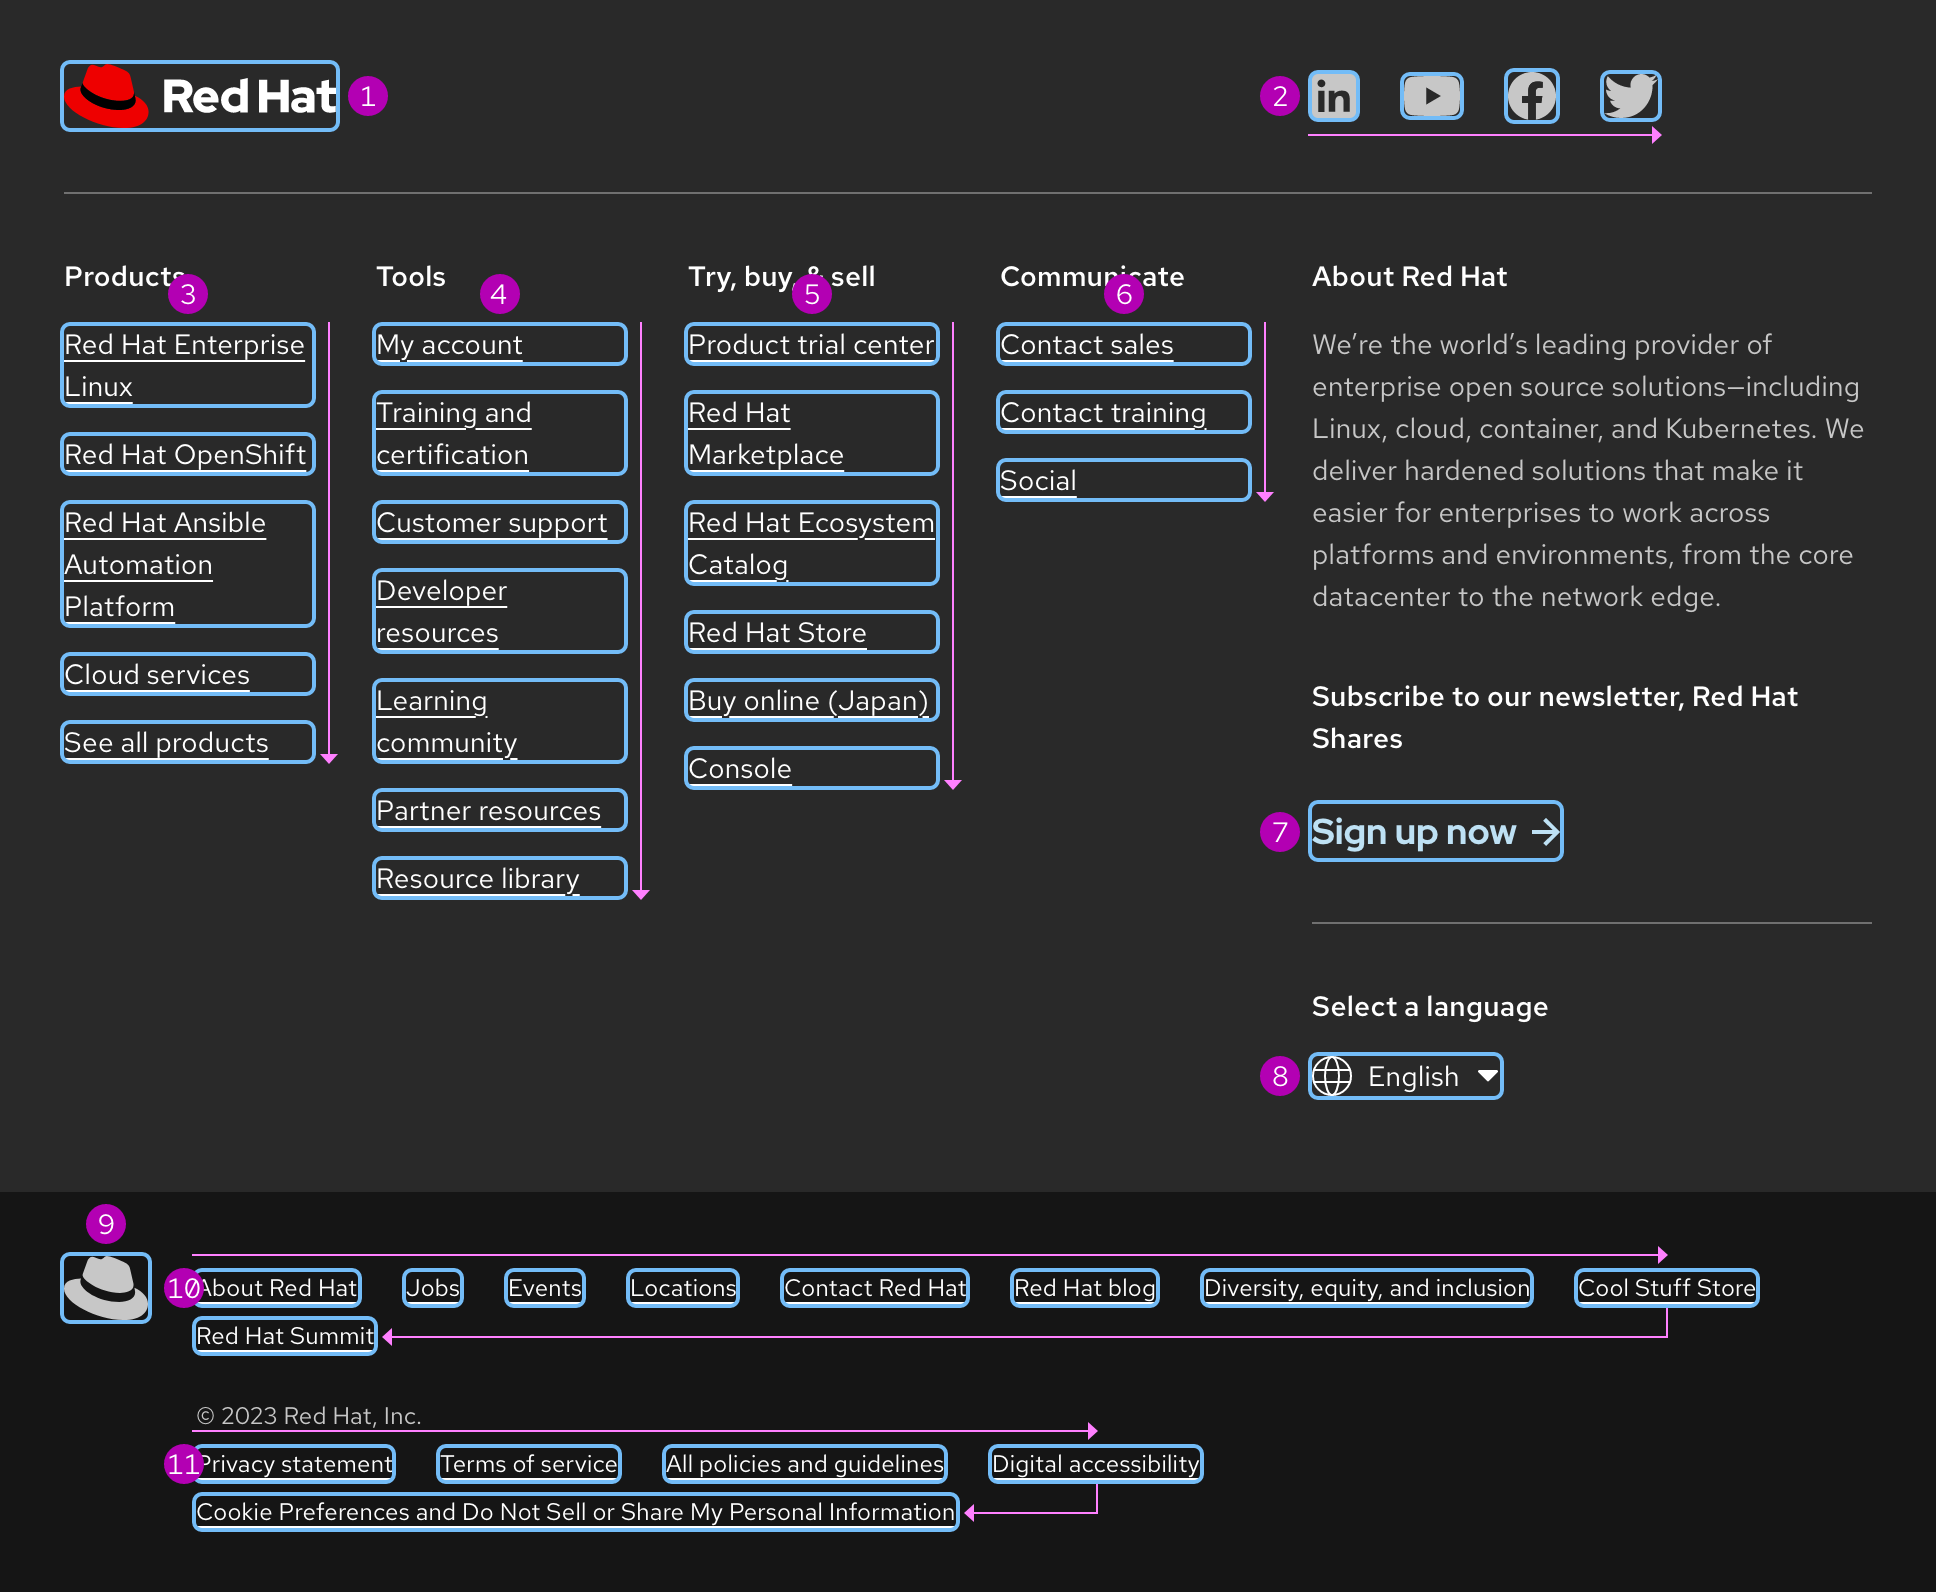 Red Hat
1
2
in
f
Products
3
Red Hat Enterprise
Linux
Red Hat OpenShift
Red Hat Ansible
Automation
Platform
Cloud services
See all products
Tools
4
My account
Training and
certification
Customer support
Developer
resources
Learning
community
Partner resources
Resource library
Try, buy, & sell
5
Product trial center
Red Hat
Marketplace
Red Hat Ecosystem
Catalog
Red Hat Store
Buy online (Japan)
Console
Communicate
6
Contact sales
Contact training
Social
About Red Hat
We’re the world’s leading provider of
enterprise open source solutions—including
Linux, cloud, container, and Kubernetes. We
deliver hardened solutions that make it
easier for enterprises to work across
platforms and environments, from the core
datacenter to the network edge.
Subscribe to our newsletter, Red Hat
Shares
7
Sign up now
Select a language
8
English
9
10
About Red Hat Jobs Events Locations Contact Red Hat Red Hat blog Diversity, equity, and inclusion Cool Stuff Store
Red Hat Summit
© 2023 Red Hat, Inc.
11
Privacy statement Terms of service All policies and guidelines Digital accessibility
Cookie Preferences and Do Not Sell or Share My Personal Information